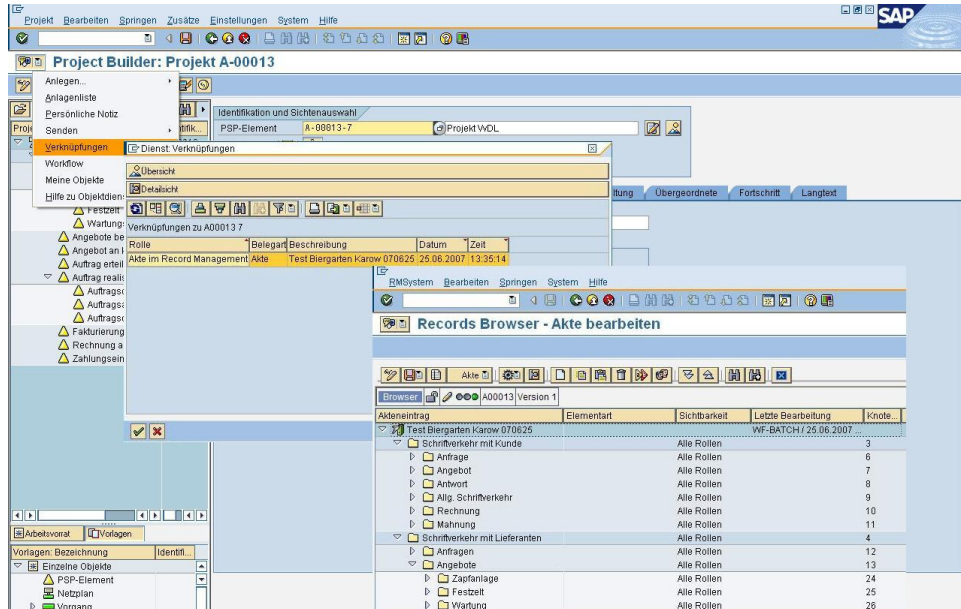 Projekt Bearbeiten Springen Zusätze Einstellungen System Hilfe
SAP
Project Builder: Projekt A-00013
Anlegen...
Anlagenliste
Persönliche Notiz
Senden
Verknüpfungen
Workflow
Meine Objekte
Hilfe zu Objektdiens
Identifikation und Sichtenauswahl
PSP-Element A-00013-7 Projekt WDL
Übergeordnete Fortschritt Langtext
Festzelt
Wartung
Angebote be
Angebot an
Auftrag erteil
Auftrag realis
Auftrags
Auftrags
Auftrags
Fakturierung
Rechnung a
Zahlungsein
Dienst: Verknüpfungen
Übersicht
Detailsicht
Verknüpfungen zu A00013 7
Rolle Belegart Beschreibung Datum Zeit
Akte im Record Management Akte Test Biergarten Karow 070625 25.06.2007 13:35:14
RMSystem Bearbeiten Springen System Hilfe
Records Browser - Akte bearbeiten
Akte
Browser A00013 Version 1
Akteneintrag Elementart Sichtbarkeit Letzte Bearbeitung Knote...
Test Biergarten Karow 070625 WF-BATCH / 25.06.2007 ...
Schriftverkehr mit Kunde Alle Rollen 3
Anfrage Alle Rollen 6
Angebot Alle Rollen 7
Antwort Alle Rollen 8
Allg. Schriftverkehr Alle Rollen 9
Rechnung Alle Rollen 10
Mahnung Alle Rollen 11
Schriftverkehr mit Lieferanten Alle Rollen 4
Anfragen Alle Rollen 12
Angebote Alle Rollen 13
Zapfanlage Alle Rollen 24
Festzelt Alle Rollen 25
Wartung Alle Rollen 26
Arbeitsvorrat Vorlagen
Vorlagen: Bezeichnung Identifi...
Einzelne Objekte
PSP-Element
Netzplan
Vorgang